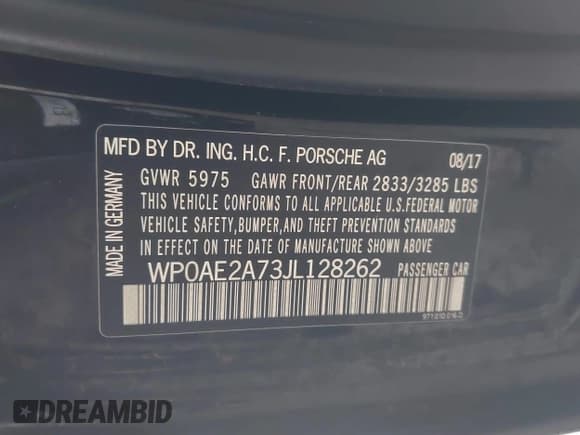 MFD BY DR. ING. H.C. F. PORSCHE AG 08/17
GVWR 5975 GAWR FRONT/REAR 2833/3285 LBS
THIS VEHICLE CONFORMS TO ALL APPLICABLE U.S.FEDERAL MOTOR
VEHICLE SAFETY,BUMPER,AND THEFT PREVENTION STANDARDS
IN EFFECT ON THE DATE OF MANUFACTURE SHOWN ABOVE.
WP0AE2A73JL128262 PASSENGER CAR
MADE IN GERMANY
DREAMBID